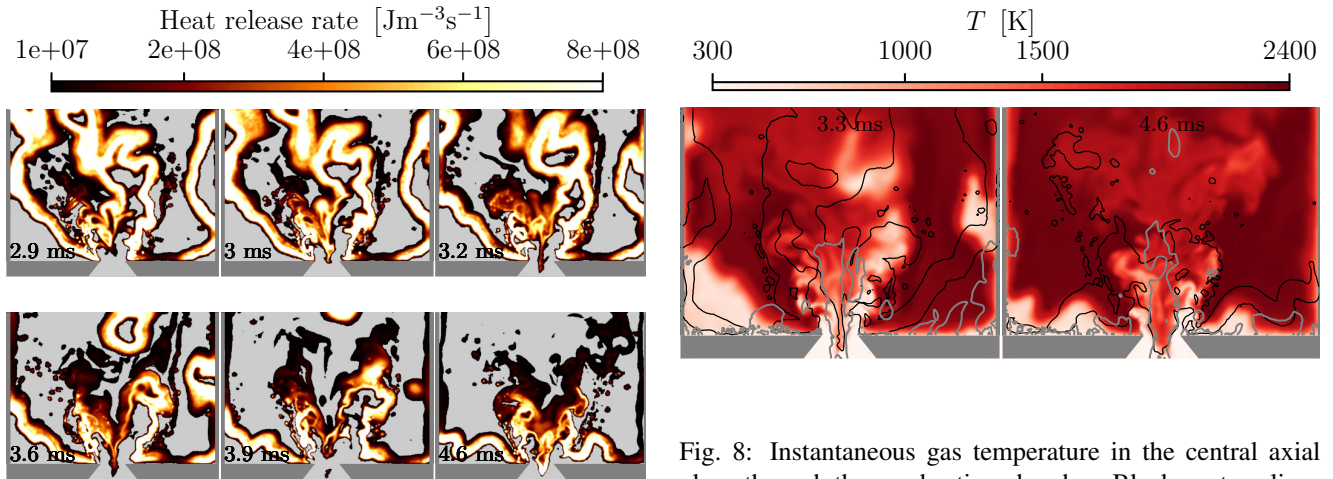 Heat release rate [Jm−3s−1]
1e+07 2e+08 4e+08 6e+08 8e+08
2.9 ms 3 ms 3.2 ms
3.6 ms 3.9 ms 4.6 ms
T [K]
300 1000 1500 2400
3.3 ms 4.6 ms
Fig. 8: Instantaneous gas temperature in the central axial